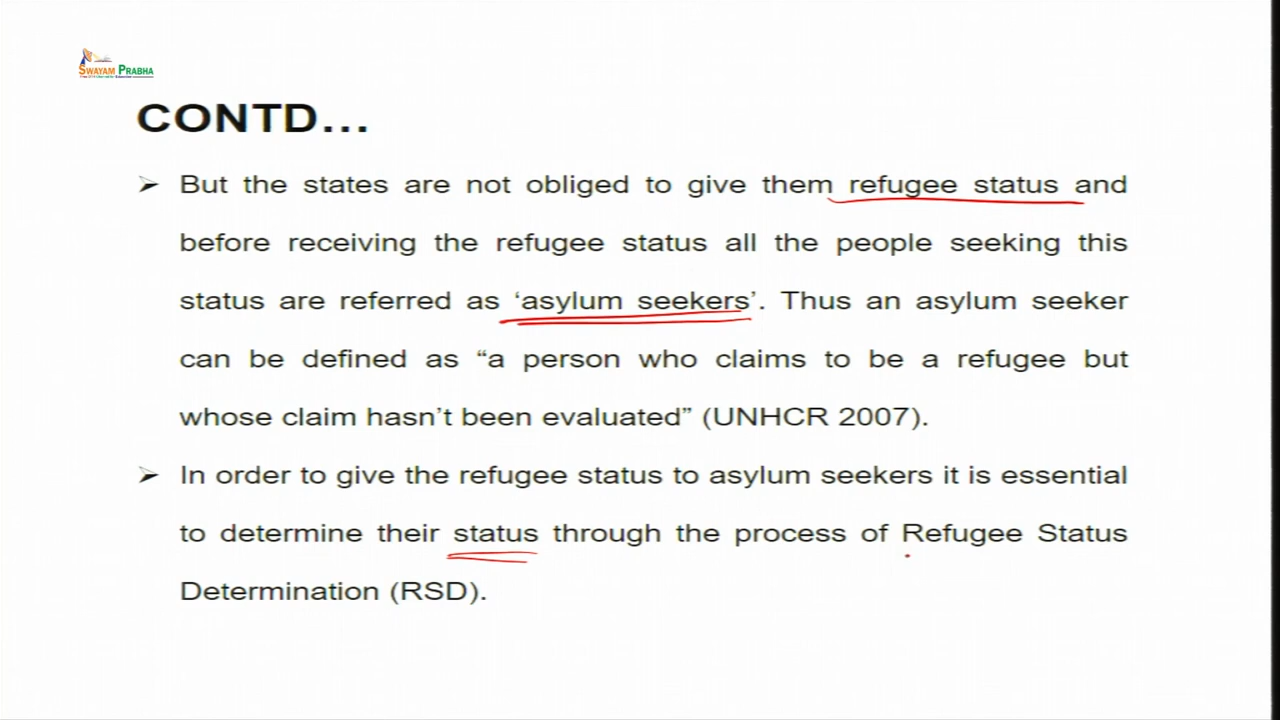 SWAYAM PRABHA
CONTD...
➢ But the states are not obliged to give them refugee status and
before receiving the refugee status all the people seeking this
status are referred as ‘asylum seekers’. Thus an asylum seeker
can be defined as “a person who claims to be a refugee but
whose claim hasn’t been evaluated” (UNHCR 2007).
➢ In order to give the refugee status to asylum seekers it is essential
to determine their status through the process of Refugee Status
Determination (RSD).